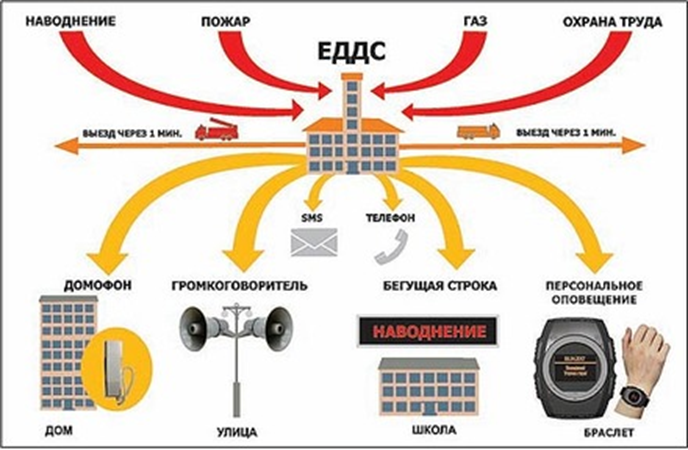 НАВОДНЕНИЕ
ПОЖАР
ГАЗ
ОХРАНА ТРУДА
ЕДДС
ВЫЕЗД ЧЕРЕЗ 1 МИН.
ВЫЕЗД ЧЕРЕЗ 1 МИН.
SMS
ТЕЛЕФОН
ДОМОФОН
ГРОМКОГОВОРИТЕЛЬ
БЕГУЩАЯ СТРОКА
ПЕРСОНАЛЬНОЕ
ОПОВЕЩЕНИЕ
НАВОДНЕНИЕ
ДОМ
УЛИЦА
ШКОЛА
БРАСЛЕТ